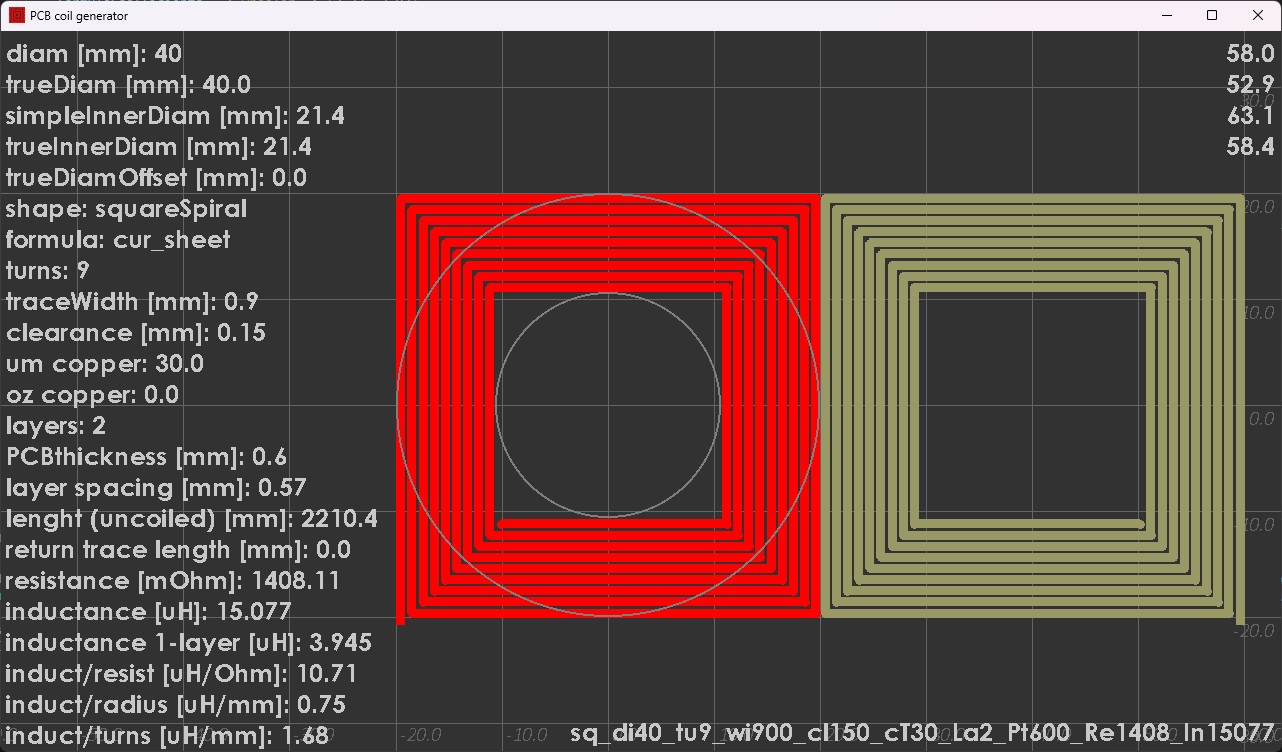 PCB coil generator
diam [mm]: 40
58.0
trueDiam [mm]: 40.0
52.9
30.0
simpleInnerDiam [mm]: 21.4
63.1
trueInnerDiam [mm]: 21.4
58.4
trueDiamOffset [mm]: 0.0
shape: squareSpiral
20.0
formula: cur_sheet
turns: 9
traceWidth [mm]: 0.9
10.0
clearance [mm]: 0.15
um copper: 30.0
oz copper: 0.0
0.0
layers: 2
PCBthickness [mm]: 0.6
layer spacing [mm]: 0.57
lenght (uncoiled) [mm]: 2210.4
-10.0
return trace length [mm]: 0.0
resistance [mOhm]: 1408.11
inductance [uH]: 15.077
-20.0
inductance 1-layer [uH]: 3.945
induct/resist [uH/Ohm]: 10.71
induct/radius [uH/mm]: 0.75
induct/turns [uH/mm]: 1.68
-20.0
-10.0
sq_di40_tu9_wi900_cl150_cT30_La2_Pt600_Re1408_In15077